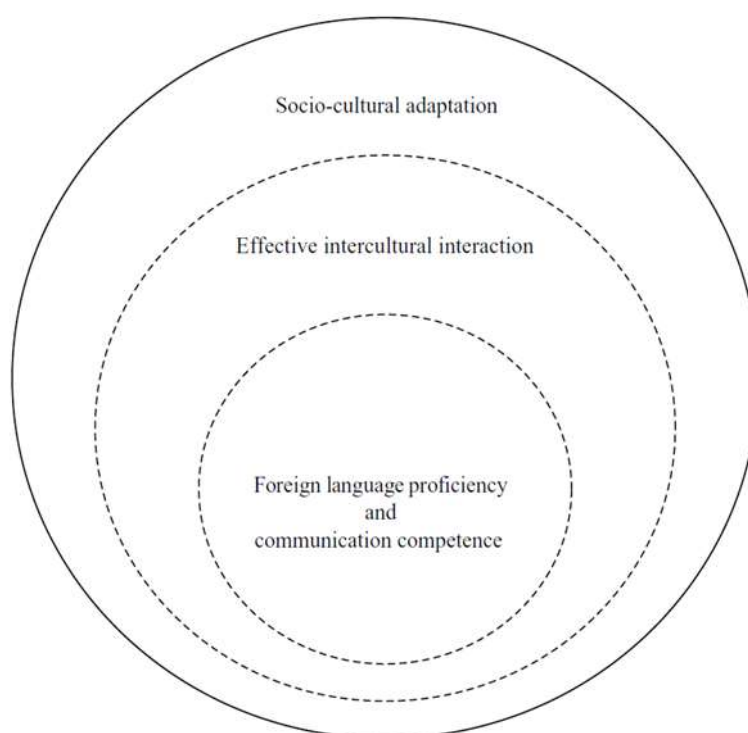 Socio-cultural adaptation
Effective intercultural interaction
Foreign language proficiency
and
communication competence